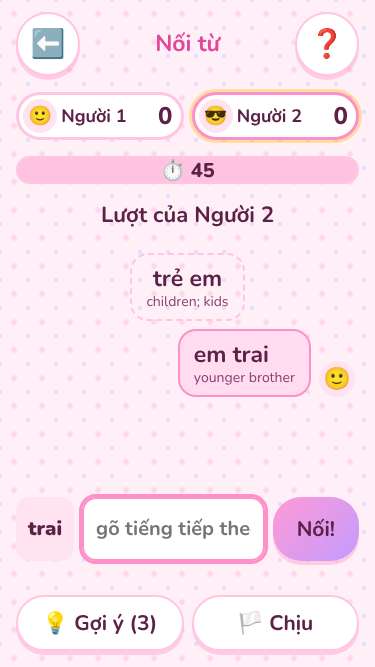 Nối từ
Người 1 0
Người 2 0
45
Lượt của Người 2
trẻ em
children; kids
em trai
younger brother
trai
gõ tiếng tiếp the
Nối!
Gợi ý (3)
Chịu